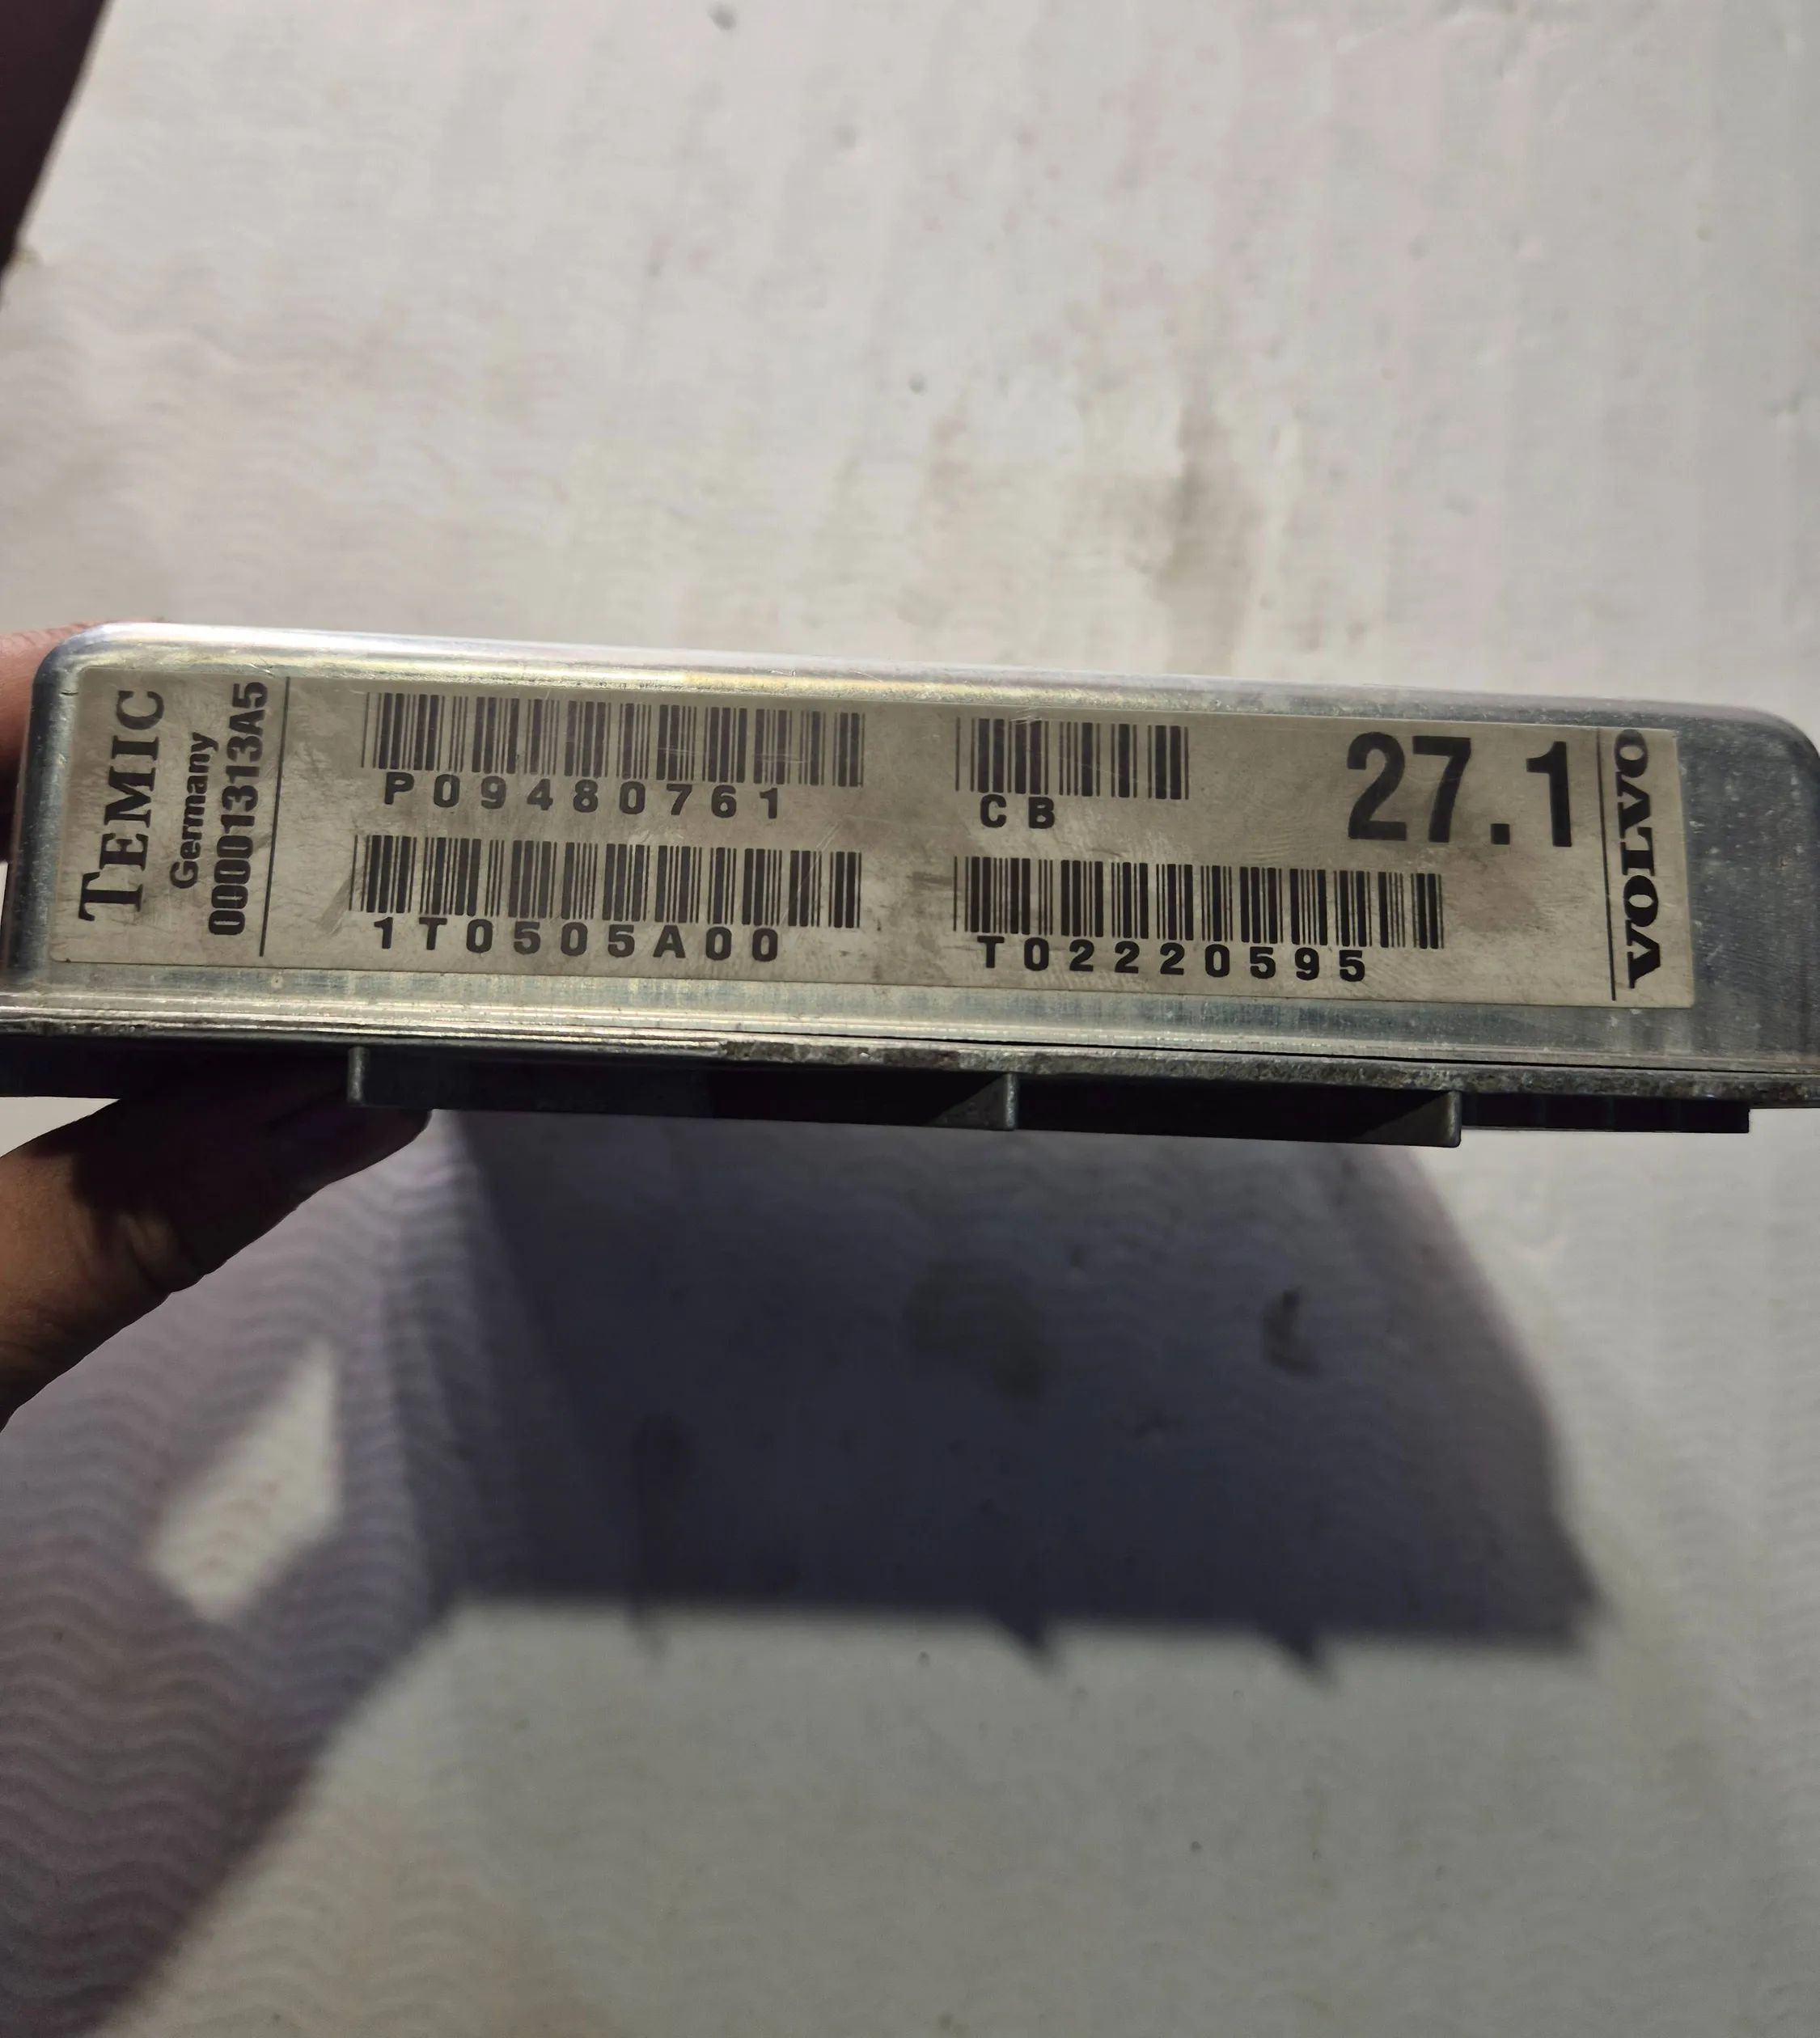 TEMIC
Germany
00001313A5
P09480761
CB
27.1
1T0505A00
T02220595
VOLVO